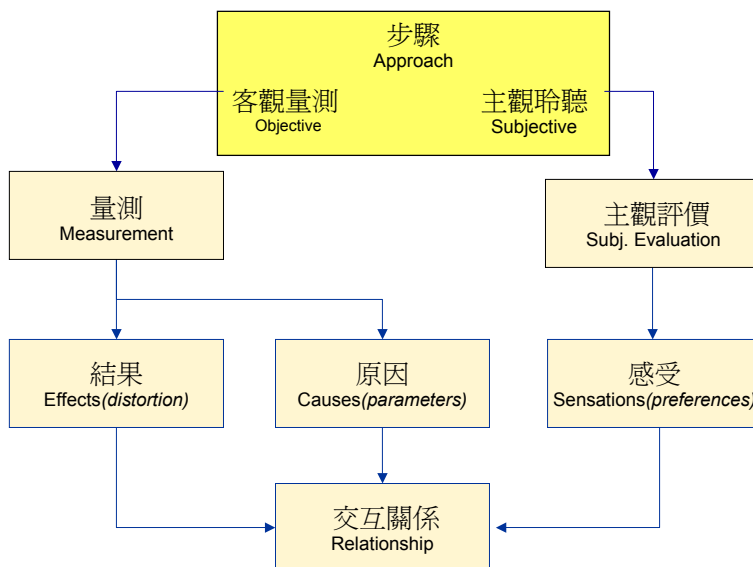 步驟
Approach
客觀量測
Objective
主觀聆聽
Subjective
量測
Measurement
主觀評價
Subj. Evaluation
結果
Effects(distortion)
原因
Causes(parameters)
感受
Sensations(preferences)
交互關係
Relationship